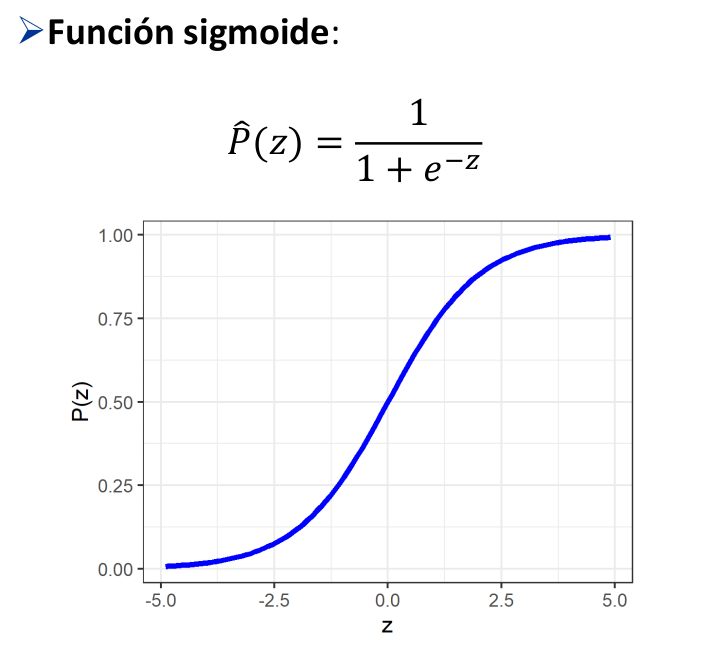 ➤Función sigmoide:
P̂(z) = 1 / (1 + e^−z)
1.00
0.75
0.50
0.25
0.00
P(z)
-5.0 -2.5 0.0 2.5 5.0
z